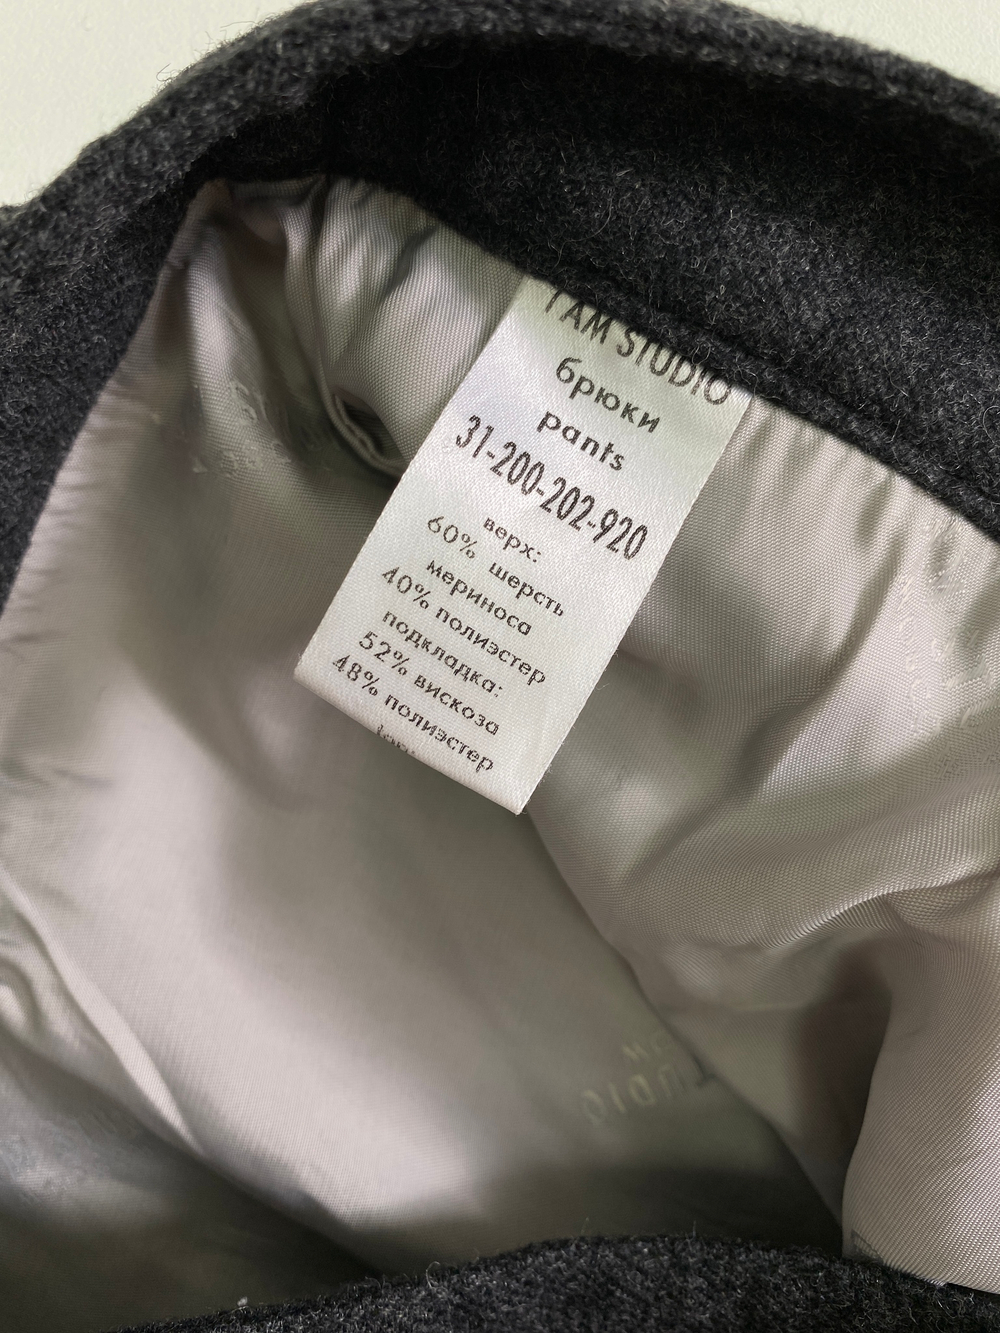 I AM STUDIO
брюки
pants
31-200-202-920
верх:
60% шерсть
мериноса
40% полиэстер
подкладка:
52% вискоза
48% полиэстер
STUDIO